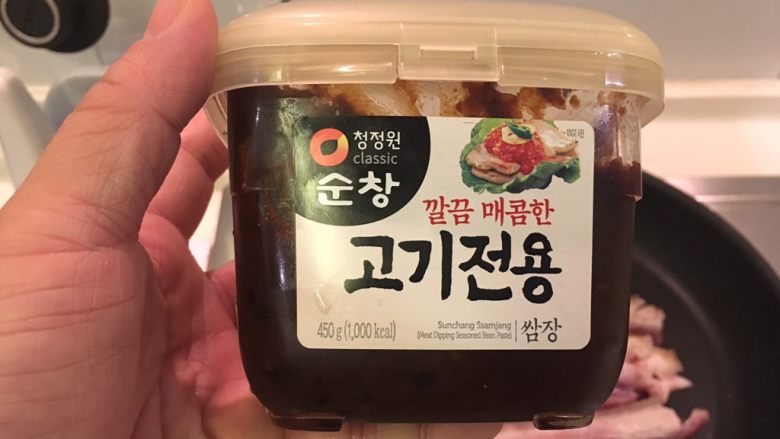 청정원
classic
순창
깔끔 매콤한
고기전용
450 g (1,000 kcal)
Sunchang Ssamjang
(Meat Dipping Seasoned Bean Paste)
쌈장